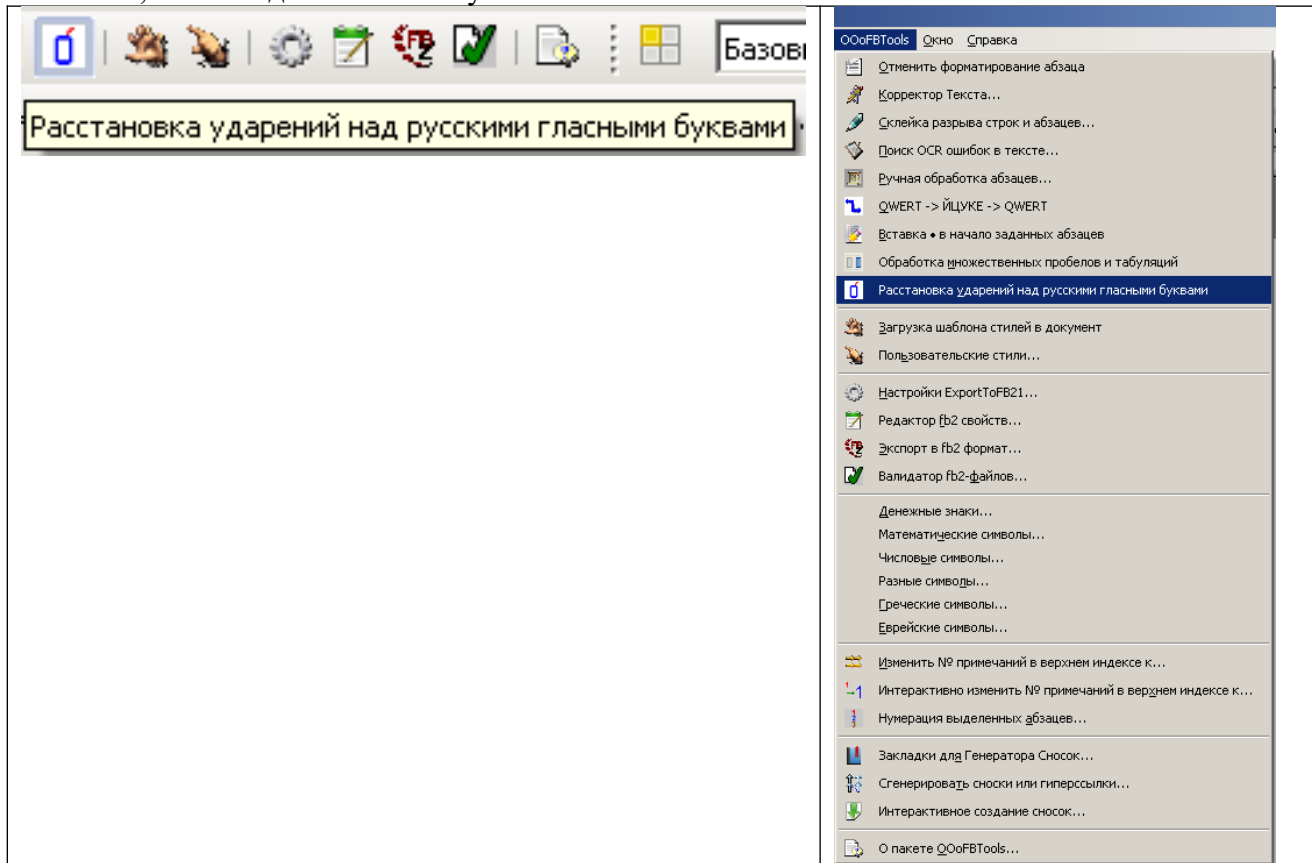 Базовы
Расстановка ударений над русскими гласными буквами
OOoFBTools Окно Справка
Отменить форматирование абзаца
Корректор Текста...
Склейка разрыва строк и абзацев...
Поиск OCR ошибок в тексте...
Ручная обработка абзацев...
QWERT -> ЙЦУКЕ -> QWERT
Вставка • в начало заданных абзацев
Обработка множественных пробелов и табуляций
Расстановка ударений над русскими гласными буквами
Загрузка шаблона стилей в документ
Пользовательские стили...
Настройки ExportToFB21...
Редактор fb2 свойств...
Экспорт в fb2 формат...
Валидатор fb2-файлов...
Денежные знаки...
Математические символы...
Числовые символы...
Разные символы...
Греческие символы...
Еврейские символы...
Изменить № примечаний в верхнем индексе к...
Интерактивно изменить № примечаний в верхнем индексе к...
Нумерация выделенных абзацев...
Закладки для Генератора Сносок...
Сгенерировать сноски или гиперссылки...
Интерактивное создание сносок...
О пакете OOoFBTools...